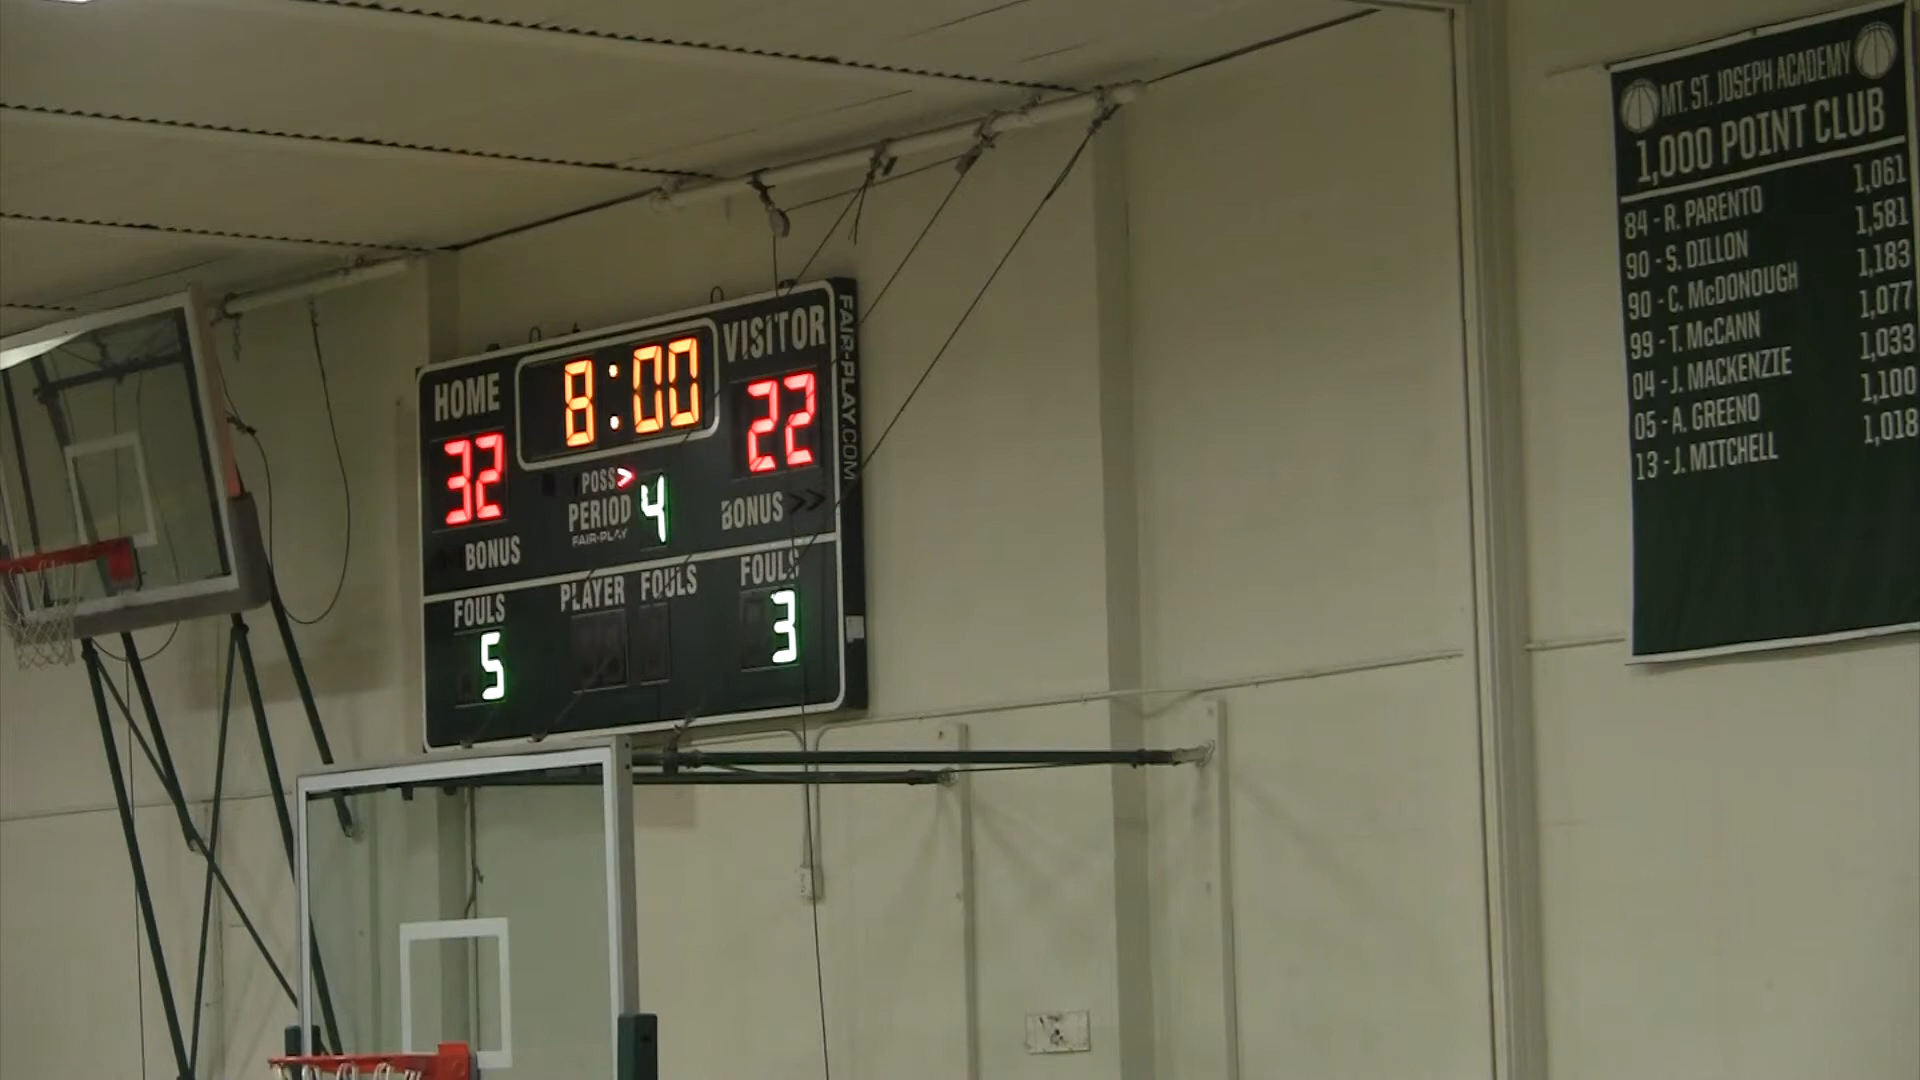 HOME
8:00
VISITOR
32
22
POSS >
PERIOD 4
FAIR-PLAY
BONUS
BONUS >>
FOULS
PLAYER FOULS
FOULS
5
3
FAIR-PLAY.COM
MT. ST. JOSEPH ACADEMY
1,000 POINT CLUB
84 - R. PARENTO 1,061
90 - S. DILLON 1,581
90 - C. McDONOUGH 1,183
99 - T. McCANN 1,077
04 - J. MACKENZIE 1,033
05 - A. GREENO 1,100
13 - J. MITCHELL 1,018